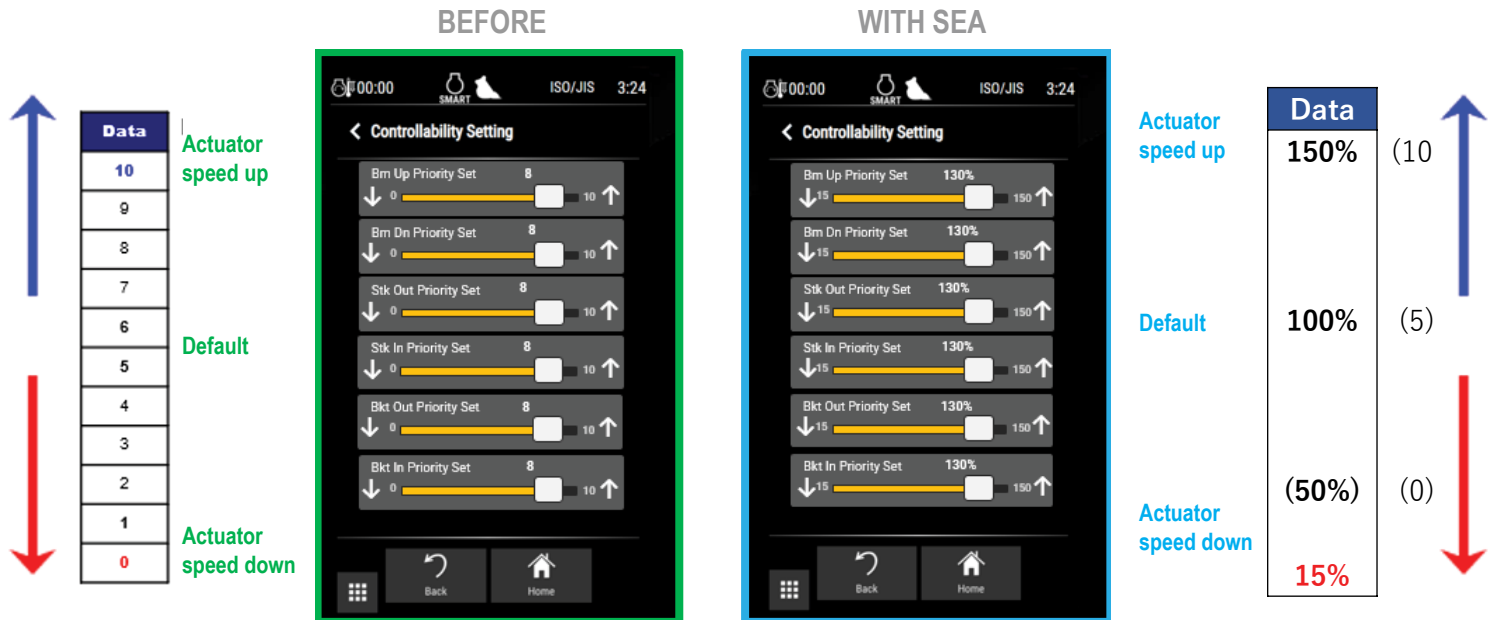 BEFORE
WITH SEA
Data
10
9
8
7
6
5
4
3
2
1
0
Actuator
speed up
Default
Actuator
speed down
00:00
SMART
ISO/JIS
3:24
Controllability Setting
Bm Up Priority Set 8
0 10
Bm Dn Priority Set 8
0 10
Stk Out Priority Set 8
0 10
Stk In Priority Set 8
0 10
Bkt Out Priority Set 8
0 10
Bkt In Priority Set 8
0 10
Back
Home
00:00
SMART
ISO/JIS
3:24
Controllability Setting
Bm Up Priority Set 130%
15 150
Bm Dn Priority Set 130%
15 150
Stk Out Priority Set 130%
15 150
Stk In Priority Set 130%
15 150
Bkt Out Priority Set 130%
15 150
Bkt In Priority Set 130%
15 150
Back
Home
Actuator
speed up
Default
Actuator
speed down
Data
150% (10
100% (5)
(50%) (0)
15%